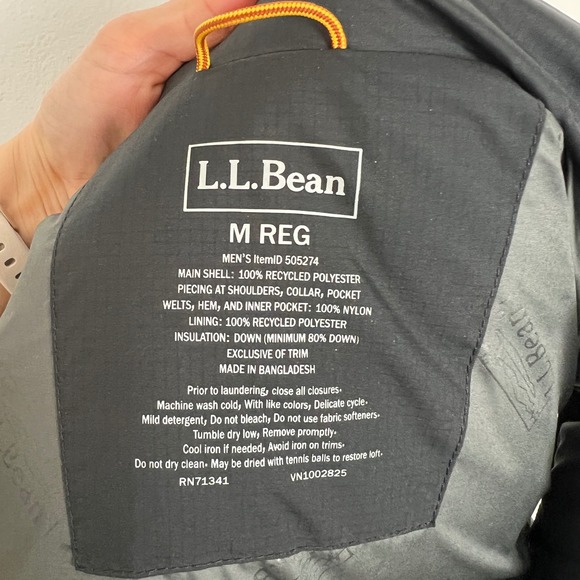 L.L.Bean
M REG
MEN'S ItemID 505274
MAIN SHELL: 100% RECYCLED POLYESTER
PIECING AT SHOULDERS, COLLAR, POCKET
WELTS, HEM, AND INNER POCKET: 100% NYLON
LINING: 100% RECYCLED POLYESTER
INSULATION: DOWN (MINIMUM 80% DOWN)
EXCLUSIVE OF TRIM
MADE IN BANGLADESH
Prior to laundering, close all closures.
Machine wash cold, With like colors, Delicate cycle.
Mild detergent, Do not bleach, Do not use fabric softeners.
Tumble dry low, Remove promptly.
Cool iron if needed, Avoid iron on trims.
Do not dry clean. May be dried with tennis balls to restore loft.
RN71341 VN1002825
L.L.Bean